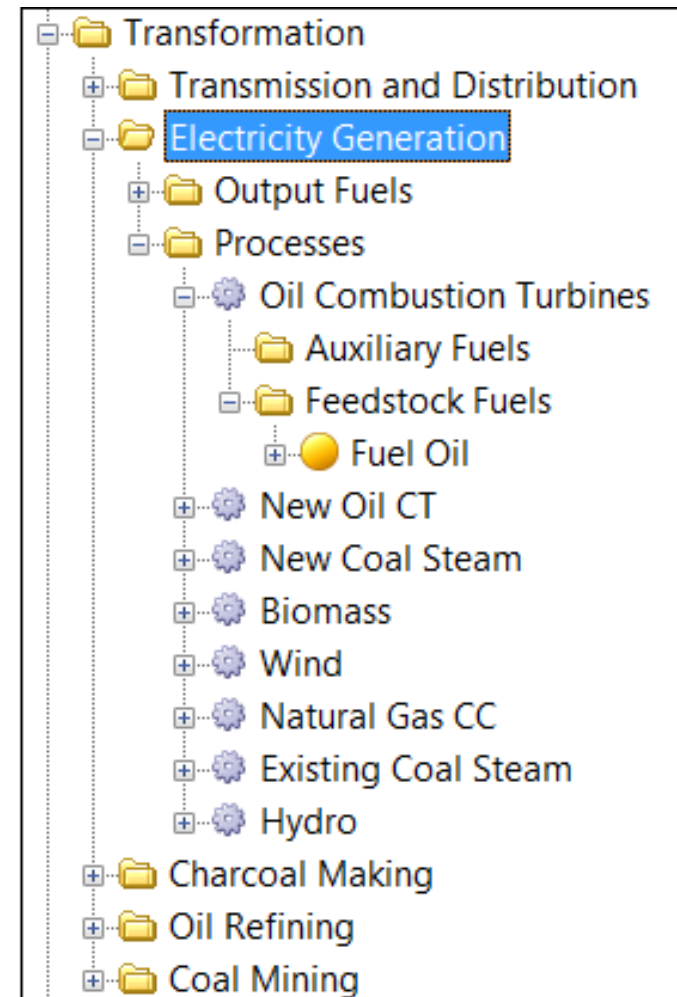 Transformation
Transmission and Distribution
Electricity Generation
Output Fuels
Processes
Oil Combustion Turbines
Auxiliary Fuels
Feedstock Fuels
Fuel Oil
New Oil CT
New Coal Steam
Biomass
Wind
Natural Gas CC
Existing Coal Steam
Hydro
Charcoal Making
Oil Refining
Coal Mining